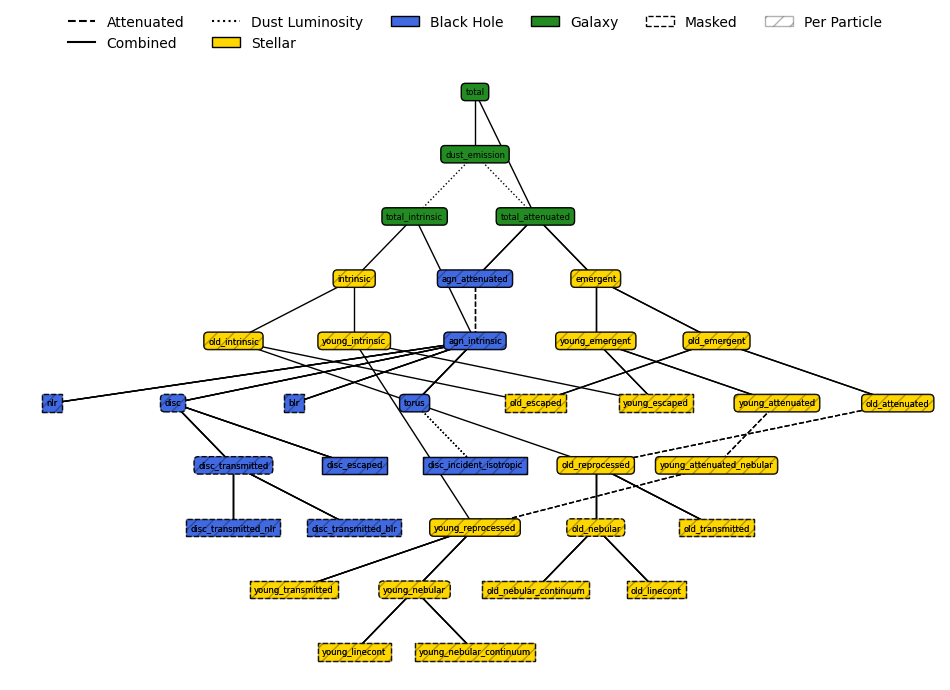 Attenuated Dust Luminosity Black Hole Galaxy Masked Per Particle
Combined Stellar
total
dust_emission
total_intrinsic total_attenuated
intrinsic agn_attenuated emergent
old_intrinsic young_intrinsic agn_intrinsic young_emergent old_emergent
nlr disc blr torus old_escaped young_escaped young_attenuated old_attenuated
disc_transmitted disc_escaped disc_incident_isotropic old_reprocessed young_attenuated_nebular
disc_transmitted_nlr disc_transmitted_blr young_reprocessed old_nebular old_transmitted
young_transmitted young_nebular old_nebular_continuum old_linecont
young_linecont young_nebular_continuum